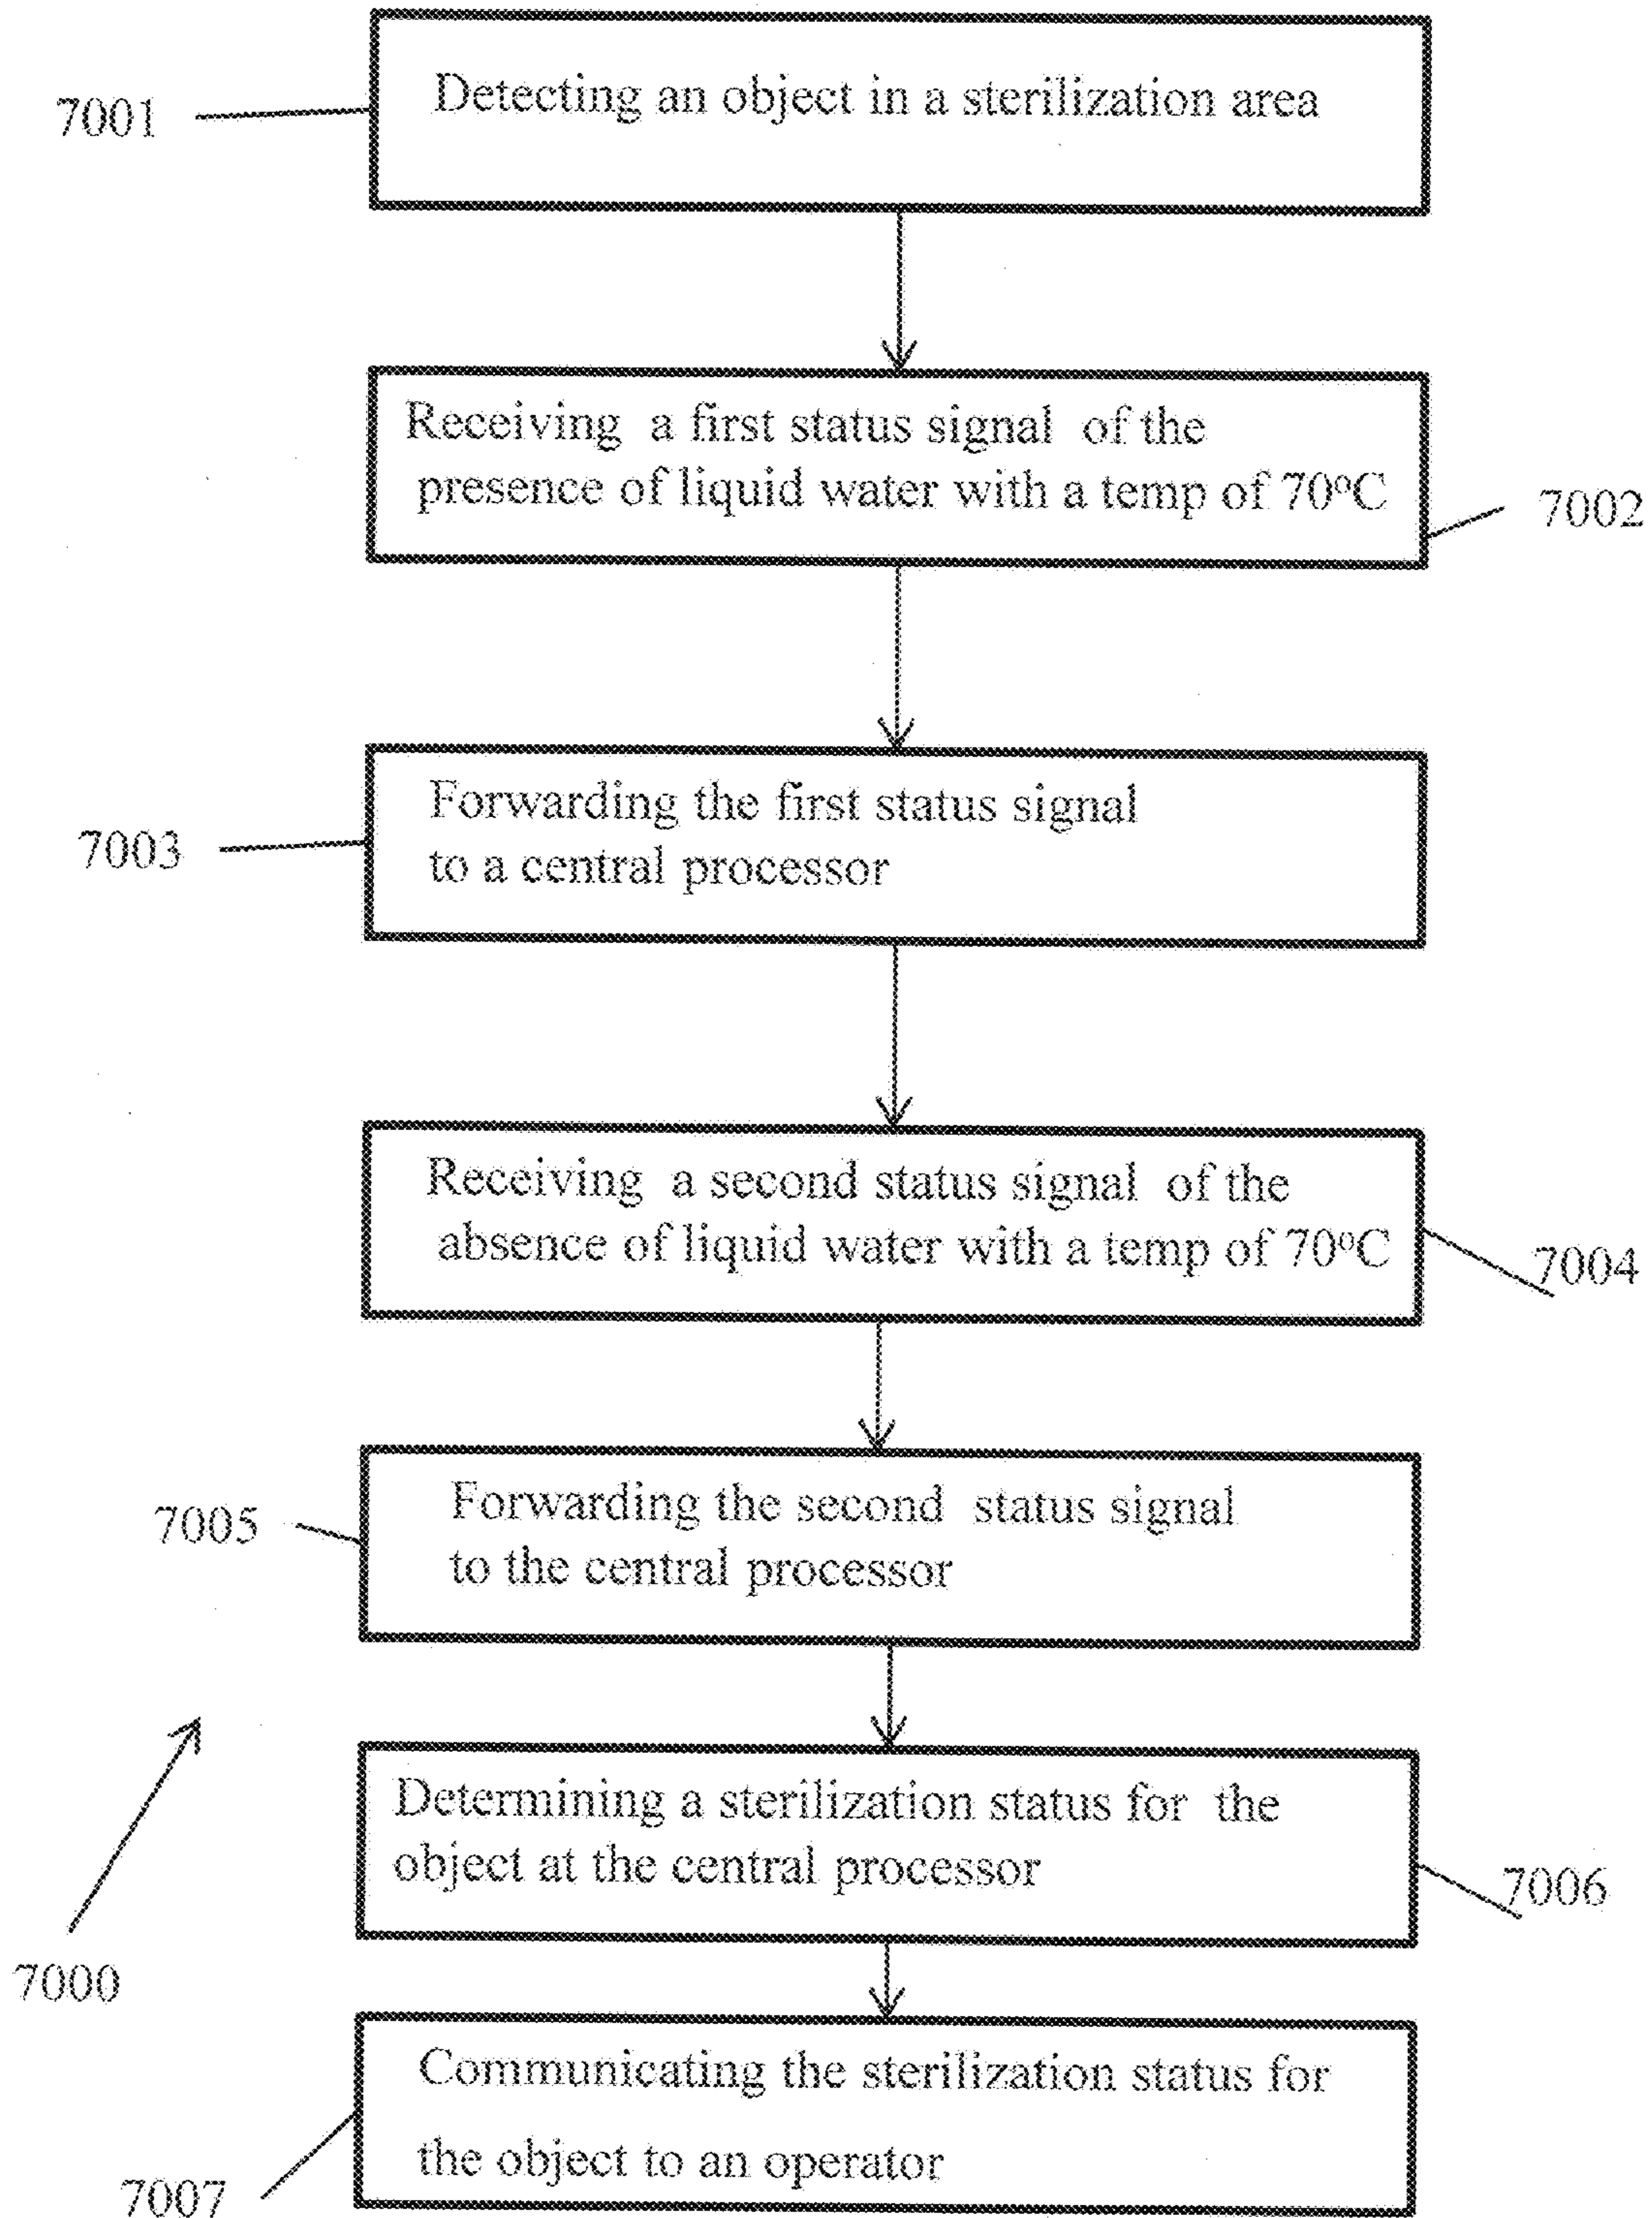 Detecting an object in a sterilization area
7001
Receiving a first status signal of the
presence of liquid water with a temp of 70ºC
7002
Forwarding the first status signal
to a central processor
7003
Receiving a second status signal of the
absence of liquid water with a temp of 70ºC
7004
Forwarding the second status signal
to the central processor
7005
Determining a sterilization status for the
object at the central processor
7006
7000
Communicating the sterilization status for
the object to an operator
7007